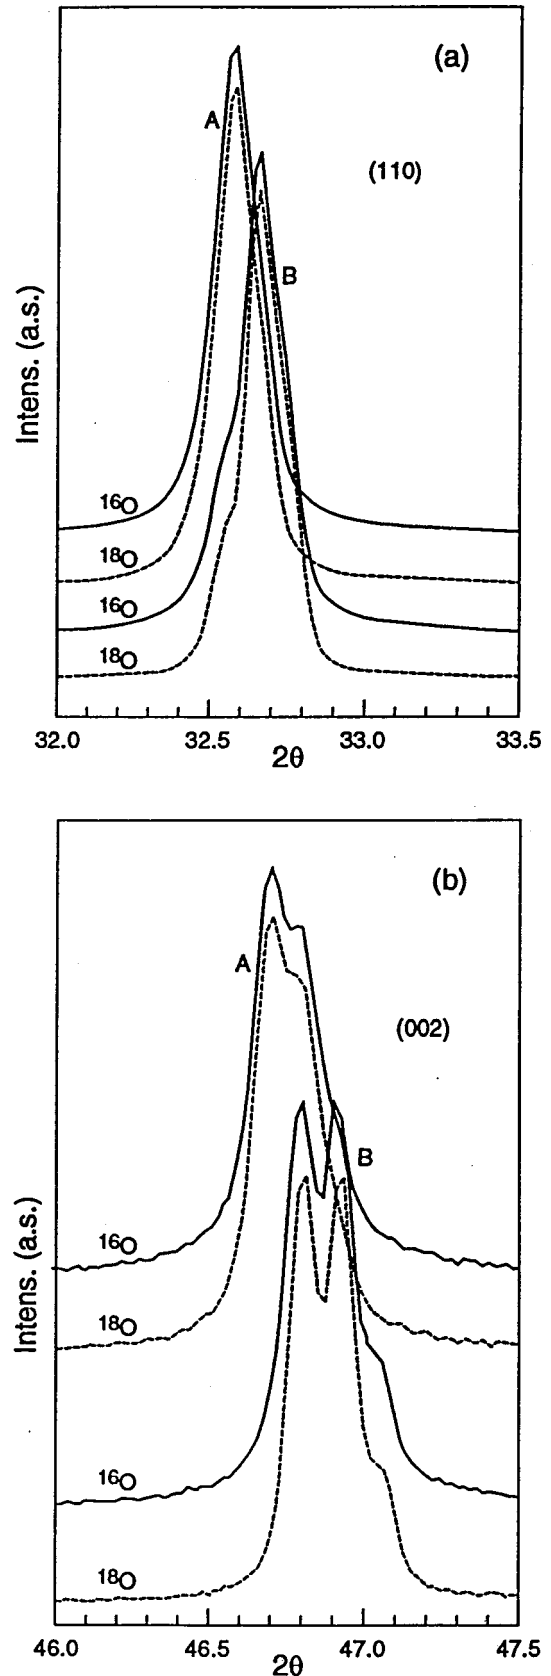 (a)
A
(110)
B
Intens. (a.s.)
16O
18O
16O
18O
32.0 32.5 33.0 33.5
2θ
(b)
A
(002)
B
Intens. (a.s.)
16O
18O
16O
18O
46.0 46.5 47.0 47.5
2θ